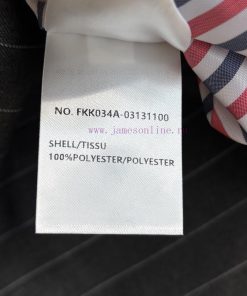 NO. FKK034A-03131100
www.jamesonline.ru
SHELL/TISSU
100%POLYESTER/POLYESTER